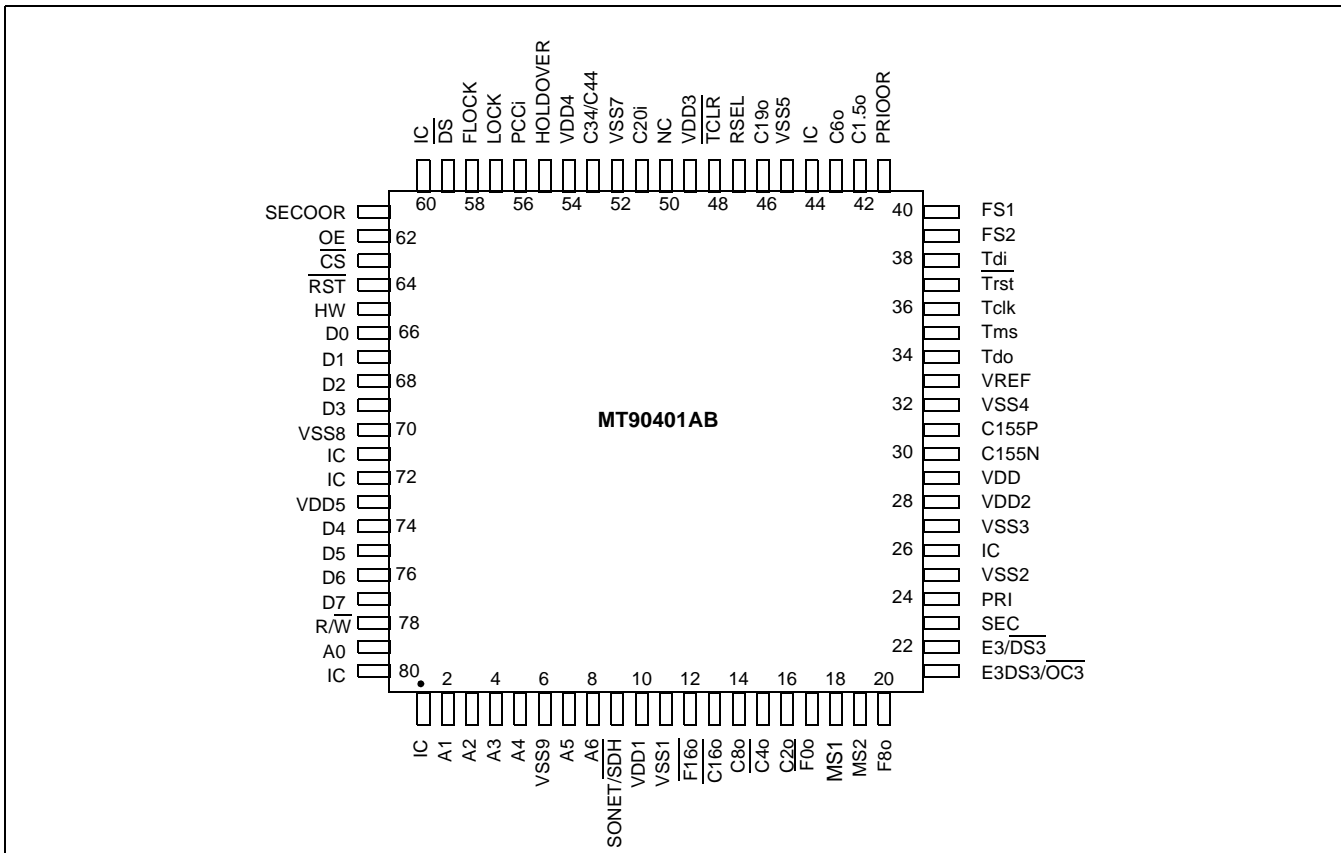 IC
DS
FLOCK
LOCK
PCCi
HOLDOVER
VDD4
C34/C44
VSS7
C20i
NC
VDD3
TCLR
RSEL
C19o
VSS5
IC
C6o
C1.5o
PRIOOR
60
58
56
54
52
50
48
46
44
42
SECOOR
OE 62
CS
RST 64
HW
D0 66
D1
D2 68
D3
VSS8 70
IC
IC 72
VDD5
D4 74
D5
D6 76
D7
R/W 78
A0
IC 80
MT90401AB
40 FS1
FS2
38 Tdi
Trst
36 Tclk
Tms
34 Tdo
VREF
32 VSS4
C155P
30 C155N
VDD
28 VDD2
VSS3
26 IC
VSS2
24 PRI
SEC
22 E3/DS3
E3DS3/OC3
2
4
6
8
10
12
14
16
18
20
IC
A1
A2
A3
A4
VSS9
A5
A6
SONET/SDH
VDD1
VSS1
F16o
C16o
C8o
C4o
C2o
F0o
MS1
MS2
F8o